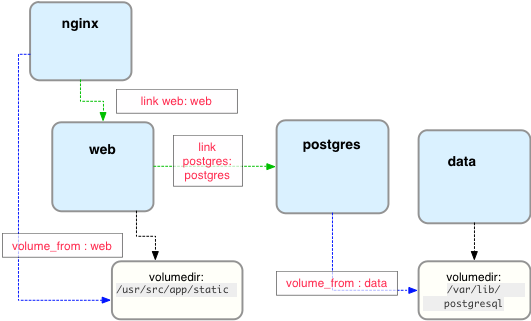 nginx
link web: web
web
link
postgres:
postgres
postgres
data
volume_from : web
volumedir:
/usr/src/app/static
volume_from : data
volumedir:
/var/lib/
postgresql